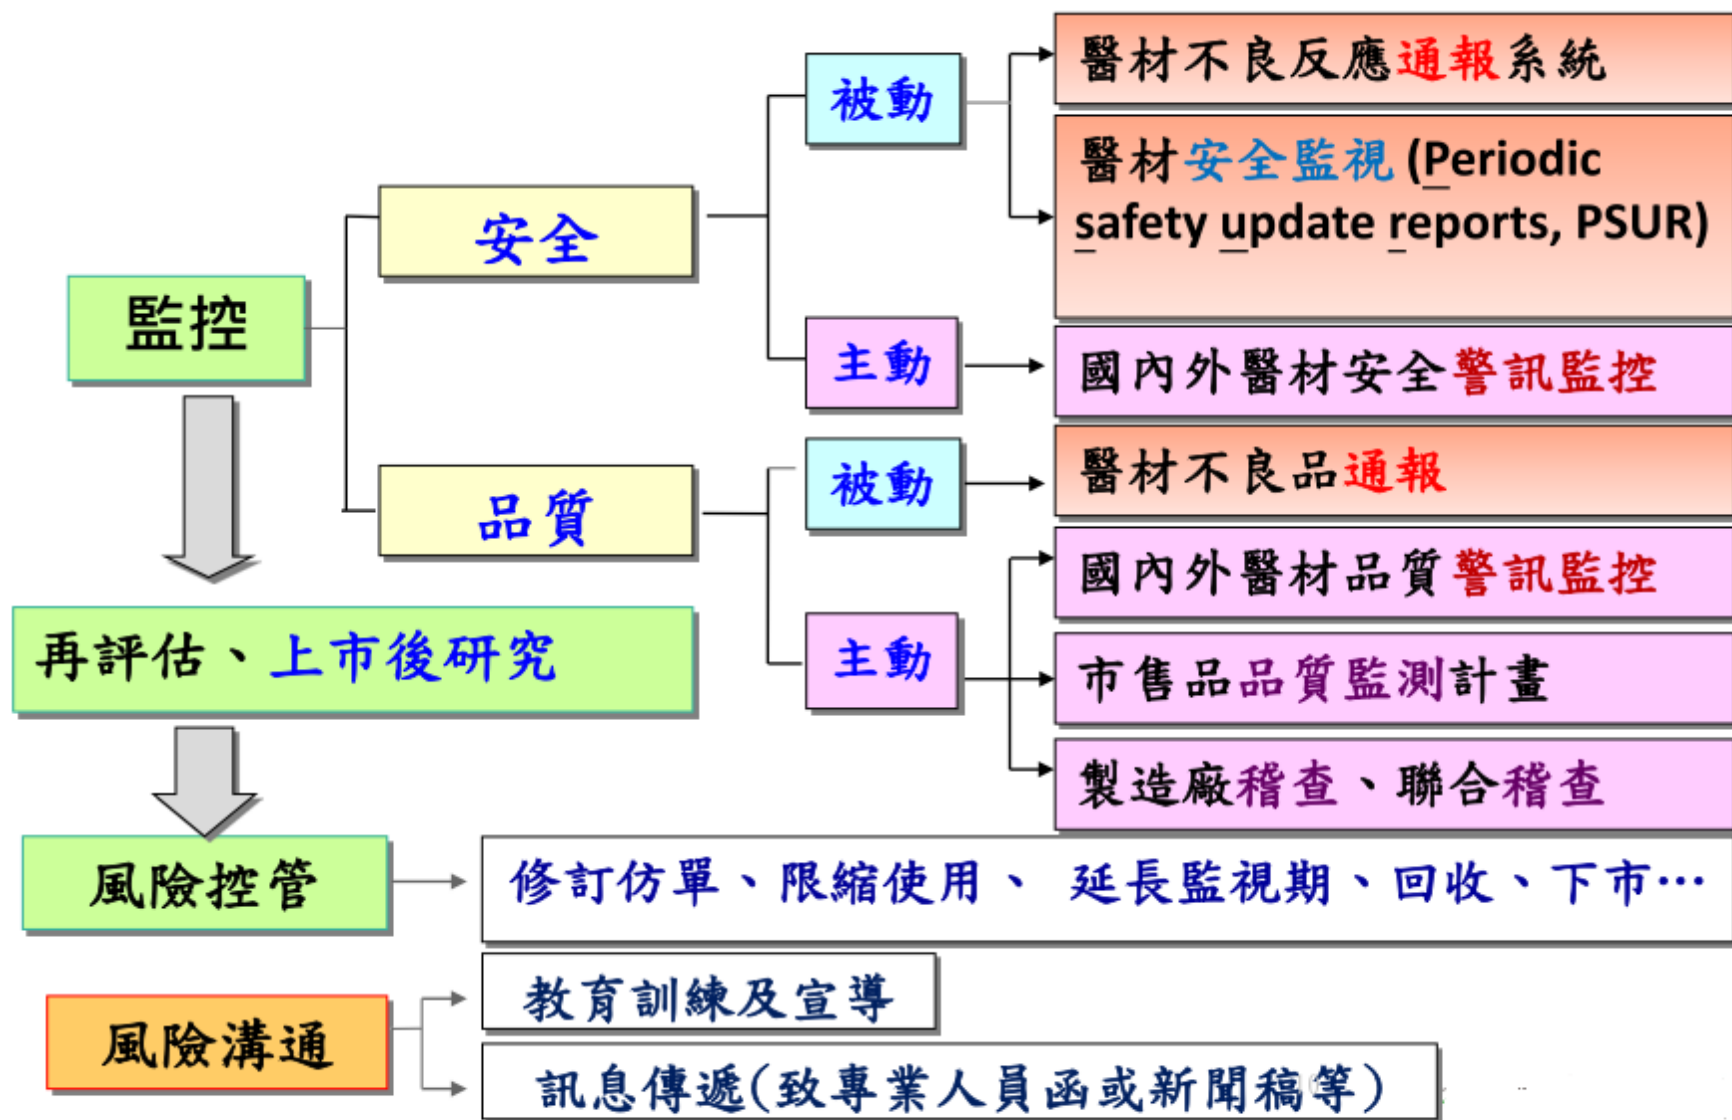 監控
安全
被動
醫材不良反應通報系統
醫材安全監視 (Periodic
safety update reports, PSUR)
主動
國內外醫材安全警訊監控
品質
被動
醫材不良品通報
主動
國內外醫材品質警訊監控
市售品品質監測計畫
製造廠稽查、聯合稽查
再評估、上市後研究
風險控管
修訂仿單、限縮使用、 延長監視期、回收、下市…
風險溝通
教育訓練及宣導
訊息傳遞(致專業人員函或新聞稿等)